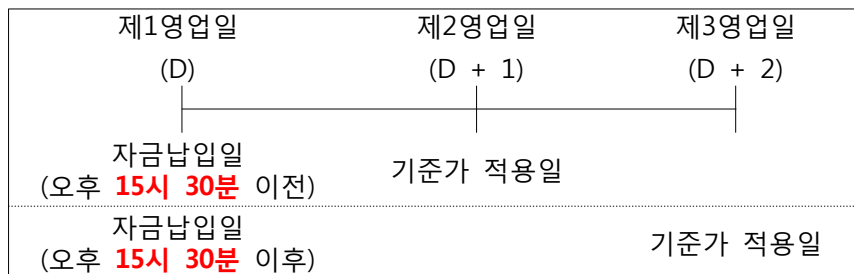 제1영업일 제2영업일 제3영업일
(D) (D + 1) (D + 2)
자금납입일
(오후 15시 30분 이전) 기준가 적용일
자금납입일
(오후 15시 30분 이후) 기준가 적용일